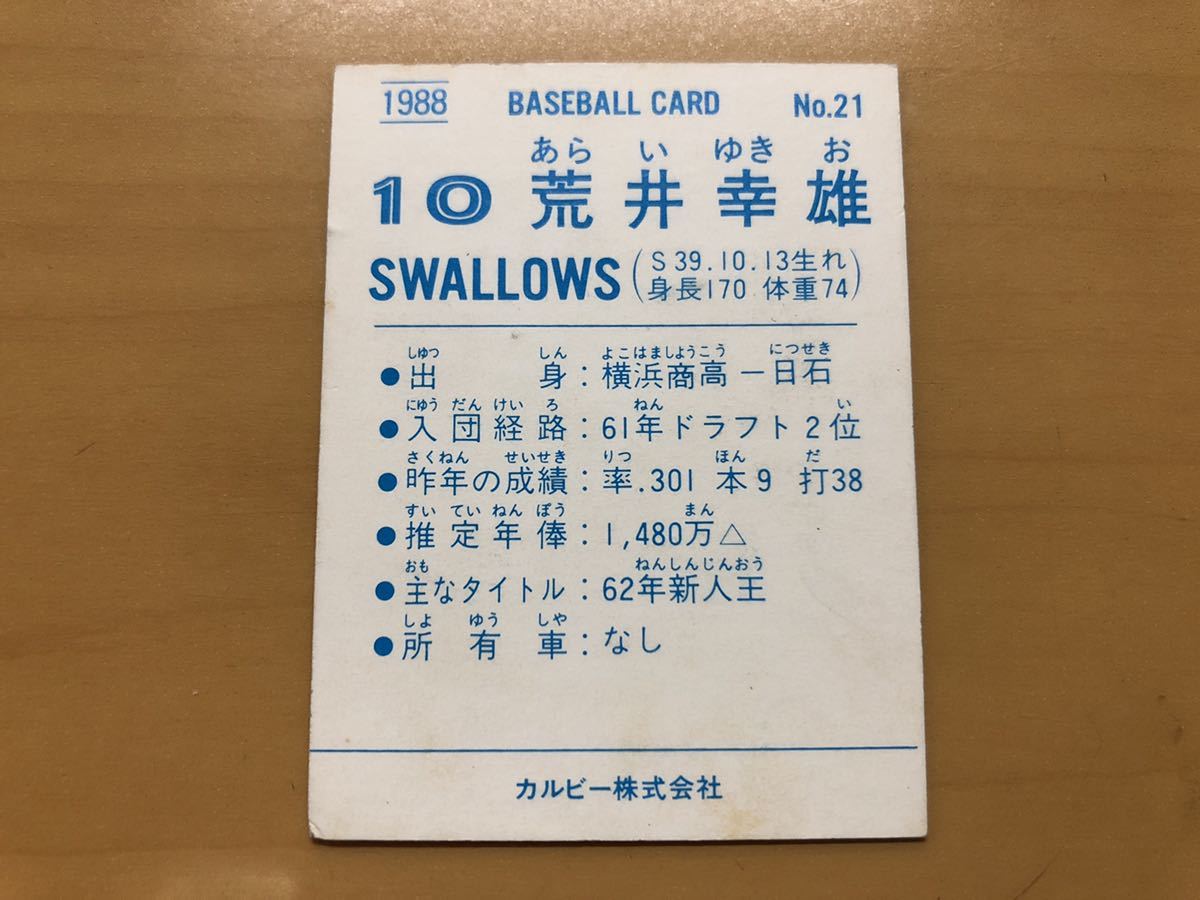 1988 BASEBALL CARD No.21
あらいゆきお
10 荒井幸雄
SWALLOWS (S39.10.13生れ
身長170 体重74)
しゆつしん よこはましようこう につせき
●出身:横浜商高―日石
にゆうだんけいろ ねん い
●入団経路:61年ドラフト2位
さくねん せいせき りつ ほん だ
●昨年の成績:率.301 本9 打38
すいていねんぽう まん
●推定年俸:1,480万△
おも ねんしんじんおう
●主なタイトル:62年新人王
しよゆうしや
●所有車:なし
カルビー株式会社